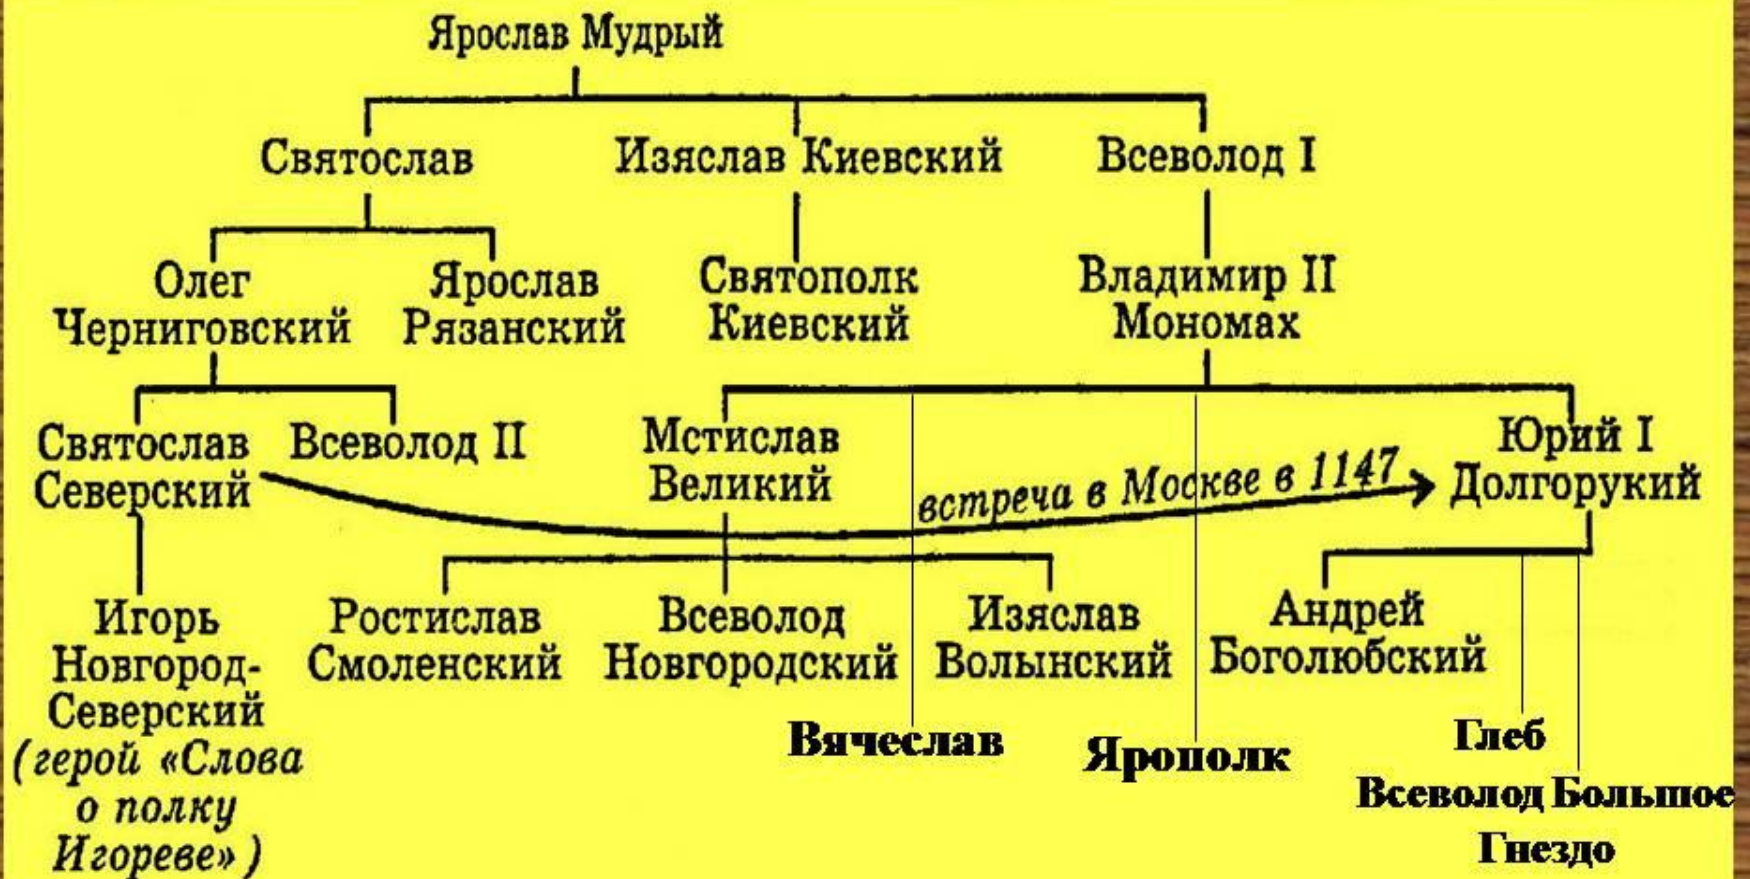 Ярослав Мудрый
Святослав
Изяслав Киевский
Всеволод I
Олег
Черниговский
Ярослав
Рязанский
Святополк
Киевский
Владимир II
Мономах
Святослав
Северский
Всеволод II
Мстислав
Великий
встреча в Москве в 1147
Юрий I
Долгорукий
Игорь
Новгород-
Северский
(герой «Слова
о полку
Игореве»)
Ростислав
Смоленский
Всеволод
Новгородский
Изяслав
Волынский
Андрей
Боголюбский
Вячеслав
Ярополк
Глеб
Всеволод Большое
Гнездо